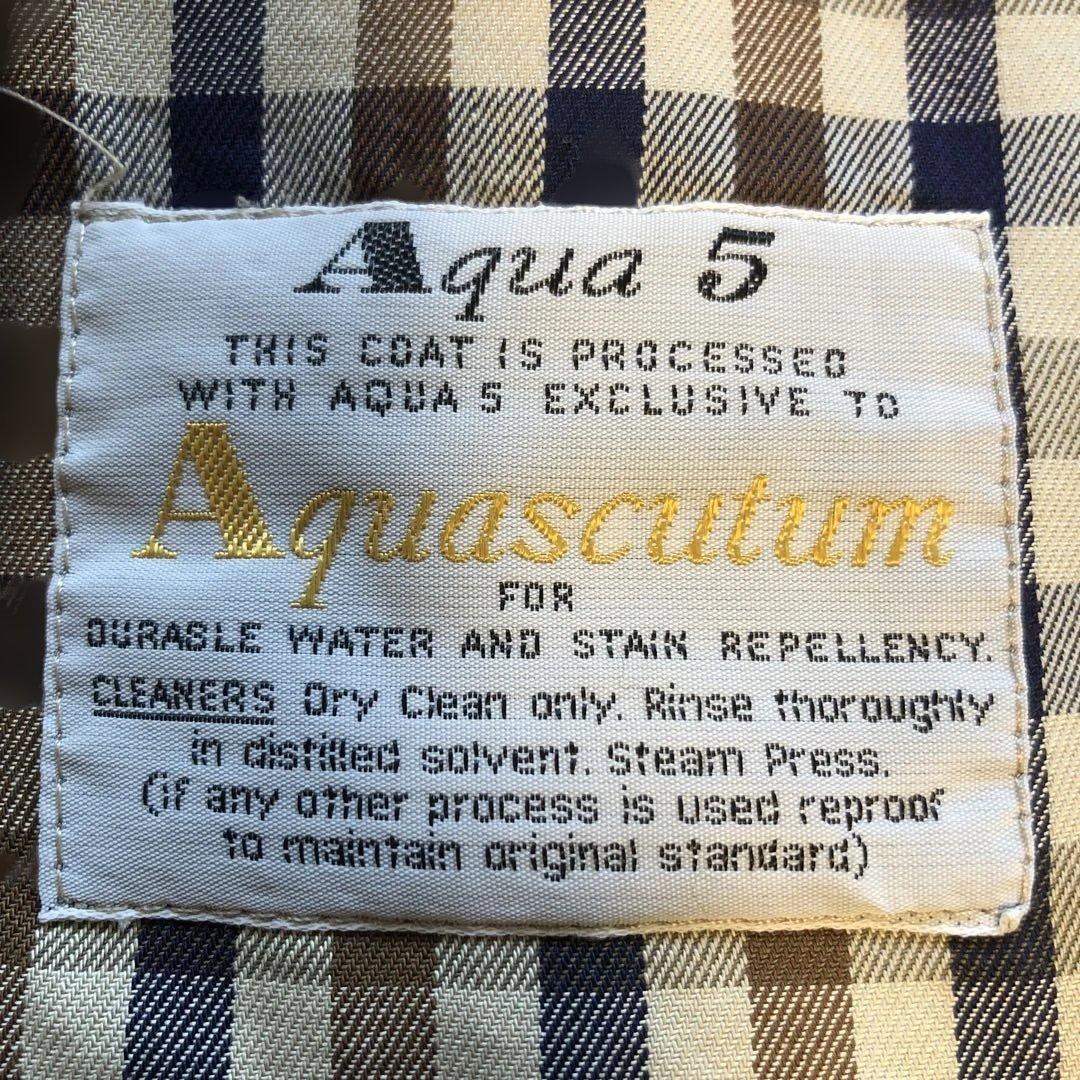 Aqua 5
THIS COAT IS PROCESSED
WITH AQUA 5 EXCLUSIVE TO
Aquascutum
FOR
DURABLE WATER AND STAIN REPELLENCY.
CLEANERS Dry Clean only. Rinse thoroughly
in distilled solvent. Steam Press.
(if any other process is used reproof
to maintain original standard)